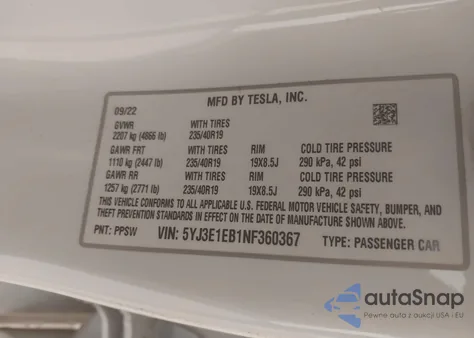 MFD BY TESLA, INC.
09/22
GVWR WITH TIRES
2207 kg (4866 lb) 235/40R19
GAWR FRT WITH TIRES RIM COLD TIRE PRESSURE
1110 kg (2447 lb) 235/40R19 19X8.5J 290 kPa, 42 psi
GAWR RR WITH TIRES RIM COLD TIRE PRESSURE
1257 kg (2771 lb) 235/40R19 19X8.5J 290 kPa, 42 psi
THIS VEHICLE CONFORMS TO ALL APPLICABLE U.S. FEDERAL MOTOR VEHICLE SAFETY, BUMPER, AND
THEFT PREVENTION STANDARDS IN EFFECT ON THE DATE OF MANUFACTURE SHOWN ABOVE.
PNT: PPSW VIN: 5YJ3E1EB1NF360367 TYPE: PASSENGER CAR
autoSnap
Pewne auta z aukcji USA i EU